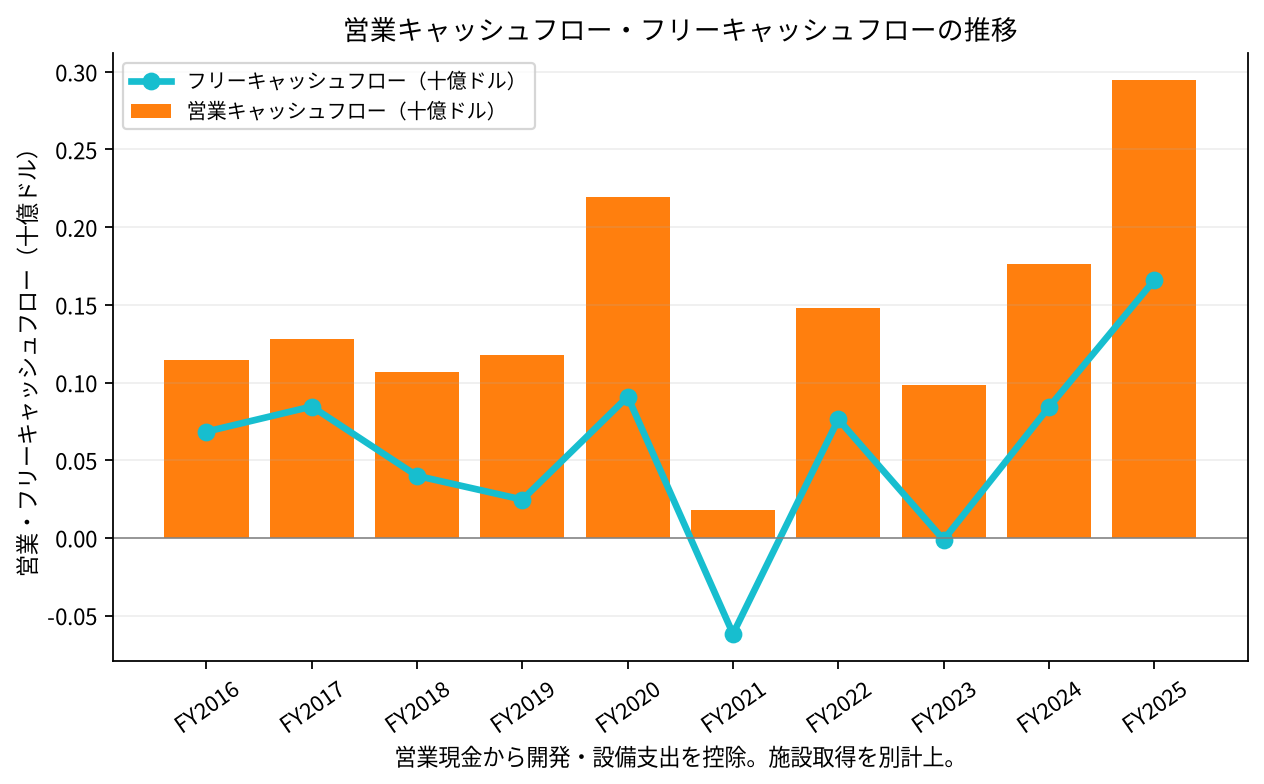 営業キャッシュフロー・フリーキャッシュフローの推移
フリーキャッシュフロー（十億ドル）
営業キャッシュフロー（十億ドル）
営業・フリーキャッシュフロー（十億ドル）
0.30
0.25
0.20
0.15
0.10
0.05
0.00
-0.05
FY2016
FY2017
FY2018
FY2019
FY2020
FY2021
FY2022
FY2023
FY2024
FY2025
営業現金から開発・設備支出を控除。施設取得を別計上。